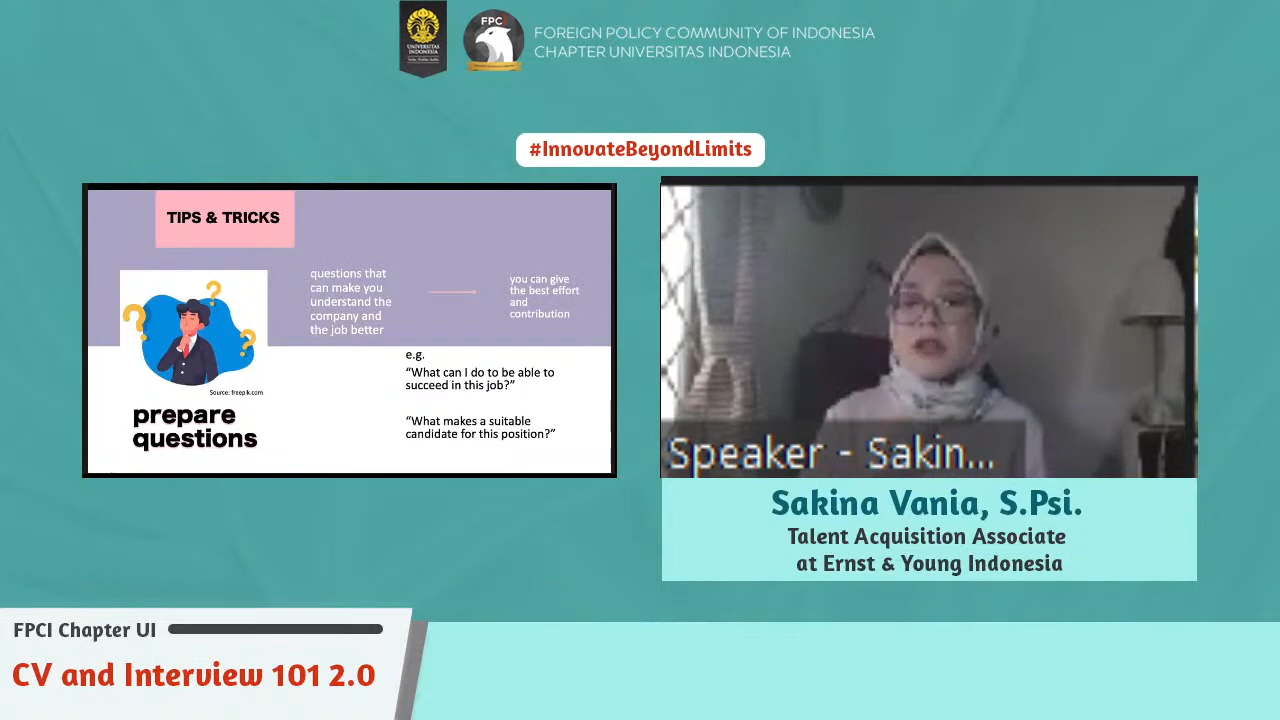 UNIVERSITAS
INDONESIA
FPCI
FOREIGN POLICY COMMUNITY OF INDONESIA
CHAPTER UNIVERSITAS INDONESIA
#InnovateBeyondLimits
TIPS & TRICKS
questions that
can make you
understand the
company and
the job better
you can give
the best effort
and
contribution
Source: freepik.com
prepare
questions
e.g.
“What can I do to be able to
succeed in this job?”
“What makes a suitable
candidate for this position?”
Speaker - Sakin...
Sakina Vania, S.Psi.
Talent Acquisition Associate
at Ernst & Young Indonesia
FPCI Chapter UI
CV and Interview 101 2.0